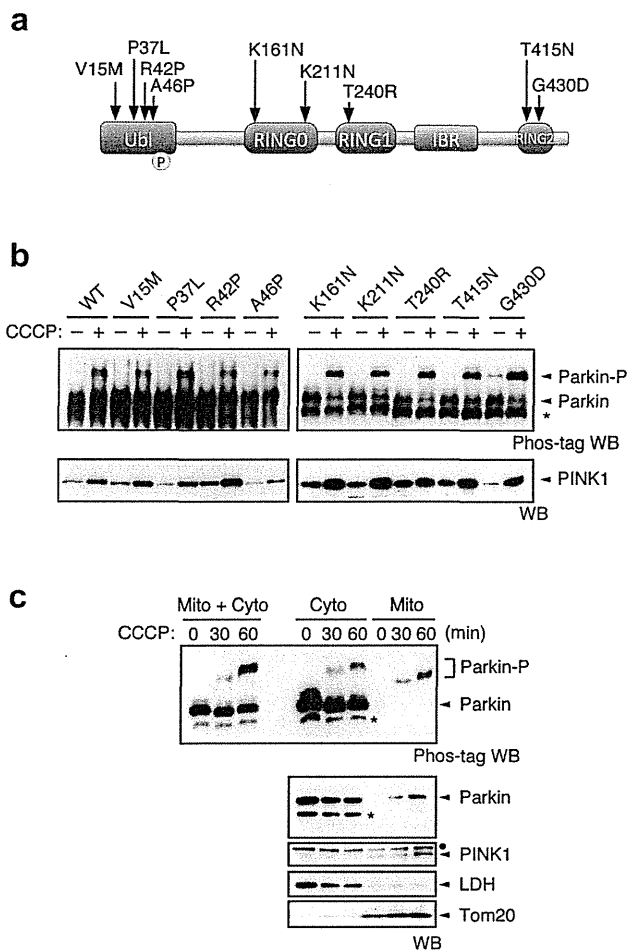 a
P37L
K161N
T415N
V15M
R42P
K211N
G430D
A46P
T240R
Ubl
RING0
RING1
IBR
RING2
P
b
WT V15M P37L R42P A46P K161N K211N T240R T415N G430D
CCCP: − + − + − + − + − + − + − + − + − + − +
Parkin-P
Parkin
*
Phos-tag WB
PINK1
WB
c
Mito + Cyto Cyto Mito
CCCP: 0 30 60 0 30 60 0 30 60 (min)
Parkin-P
Parkin
*
Phos-tag WB
Parkin
*
PINK1
LDH
Tom20
WB